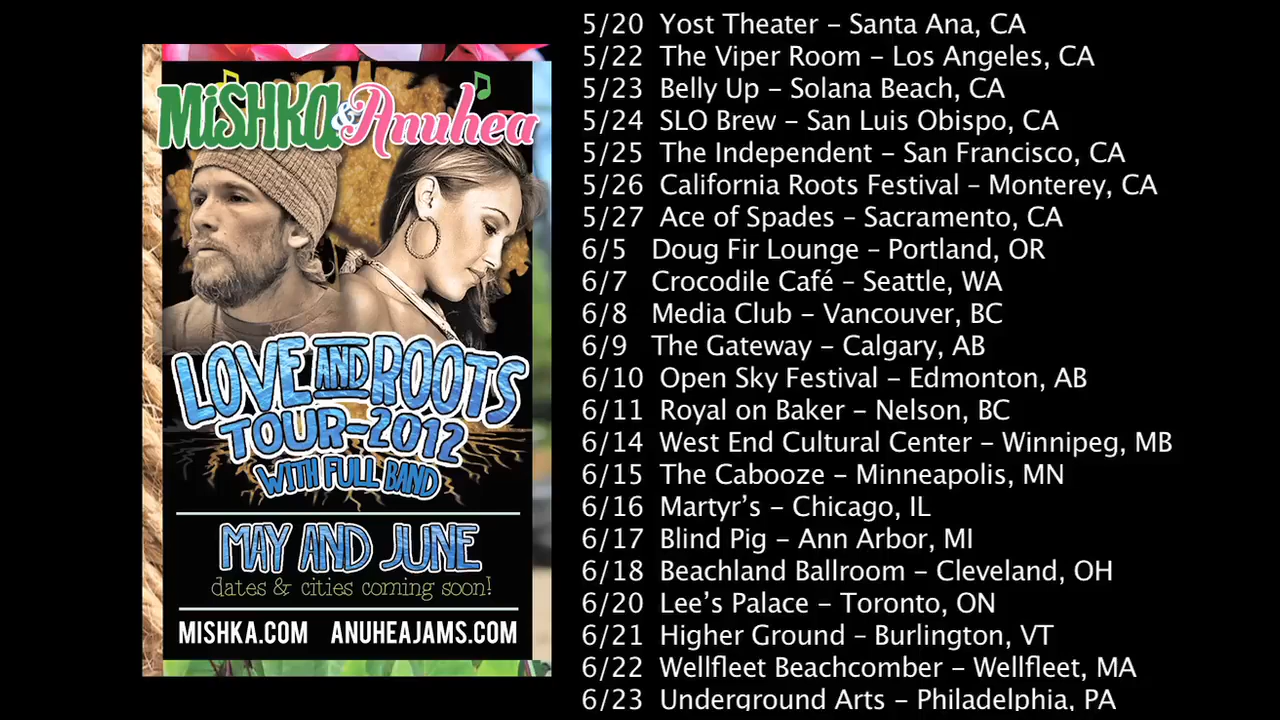 MiSHKA & Anuhea
LOVE AND ROOTS
TOUR-2012
WITH FULL BAND
MAY AND JUNE
dates & cities coming soon!
MISHKA.COM ANUHEAJAMS.COM
5/20 Yost Theater – Santa Ana, CA
5/22 The Viper Room – Los Angeles, CA
5/23 Belly Up – Solana Beach, CA
5/24 SLO Brew – San Luis Obispo, CA
5/25 The Independent – San Francisco, CA
5/26 California Roots Festival – Monterey, CA
5/27 Ace of Spades – Sacramento, CA
6/5 Doug Fir Lounge – Portland, OR
6/7 Crocodile Café – Seattle, WA
6/8 Media Club – Vancouver, BC
6/9 The Gateway – Calgary, AB
6/10 Open Sky Festival – Edmonton, AB
6/11 Royal on Baker – Nelson, BC
6/14 West End Cultural Center – Winnipeg, MB
6/15 The Cabooze – Minneapolis, MN
6/16 Martyr’s – Chicago, IL
6/17 Blind Pig – Ann Arbor, MI
6/18 Beachland Ballroom – Cleveland, OH
6/20 Lee’s Palace – Toronto, ON
6/21 Higher Ground – Burlington, VT
6/22 Wellfleet Beachcomber – Wellfleet, MA
6/23 Underground Arts – Philadelphia, PA